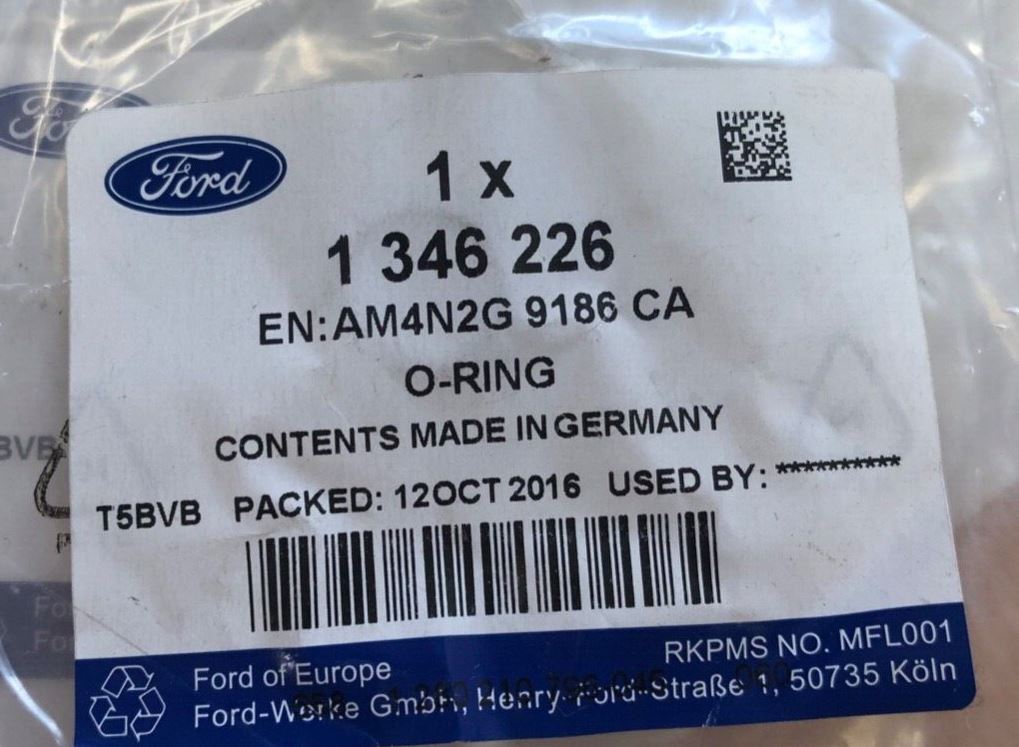 Ford
1 x
1 346 226
EN:AM4N2G 9186 CA
O-RING
CONTENTS MADE IN GERMANY
T5BVB PACKED: 12OCT 2016 USED BY: **********
RKPMS NO. MFL001
Ford of Europe
Ford-Werke GmbH, Henry-Ford-Straße 1, 50735 Köln